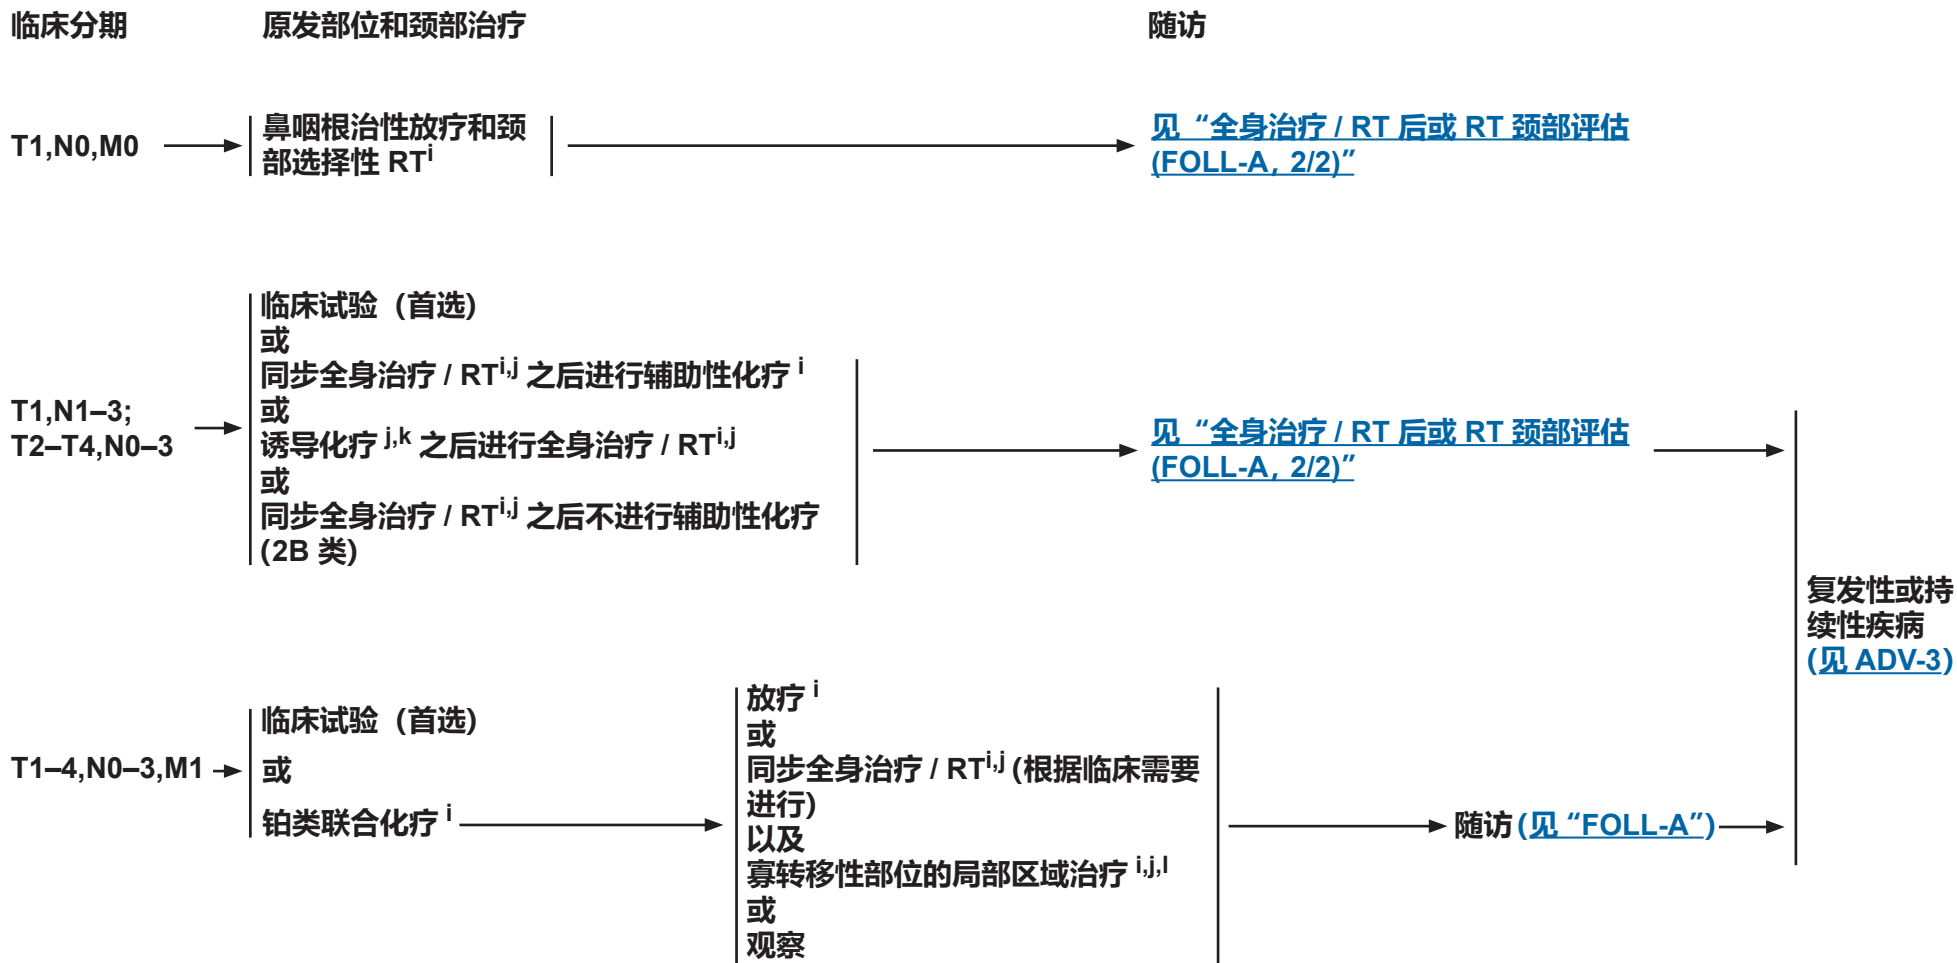 临床分期
原发部位和颈部治疗
随访
T1,N0,M0
鼻咽根治性放疗和颈
部选择性 RTⁱ
见“全身治疗 / RT 后或 RT 颈部评估
(FOLL-A, 2/2)”
T1,N1–3;
T2–T4,N0–3
临床试验（首选）
或
同步全身治疗 / RTⁱ,ʲ 之后进行辅助性化疗 ⁱ
或
诱导化疗 ʲ,ᵏ 之后进行全身治疗 / RTⁱ,ʲ
或
同步全身治疗 / RTⁱ,ʲ 之后不进行辅助性化疗
(2B 类)
见“全身治疗 / RT 后或 RT 颈部评估
(FOLL-A, 2/2)”
T1–4,N0–3,M1
临床试验（首选）
或
铂类联合化疗 ⁱ
放疗 ⁱ
或
同步全身治疗 / RTⁱ,ʲ (根据临床需要
进行)
以及
寡转移性部位的局部区域治疗 ⁱ,ʲ,ˡ
或
观察
随访 (见 “FOLL-A”)
复发性或持
续性疾病
(见 ADV-3)